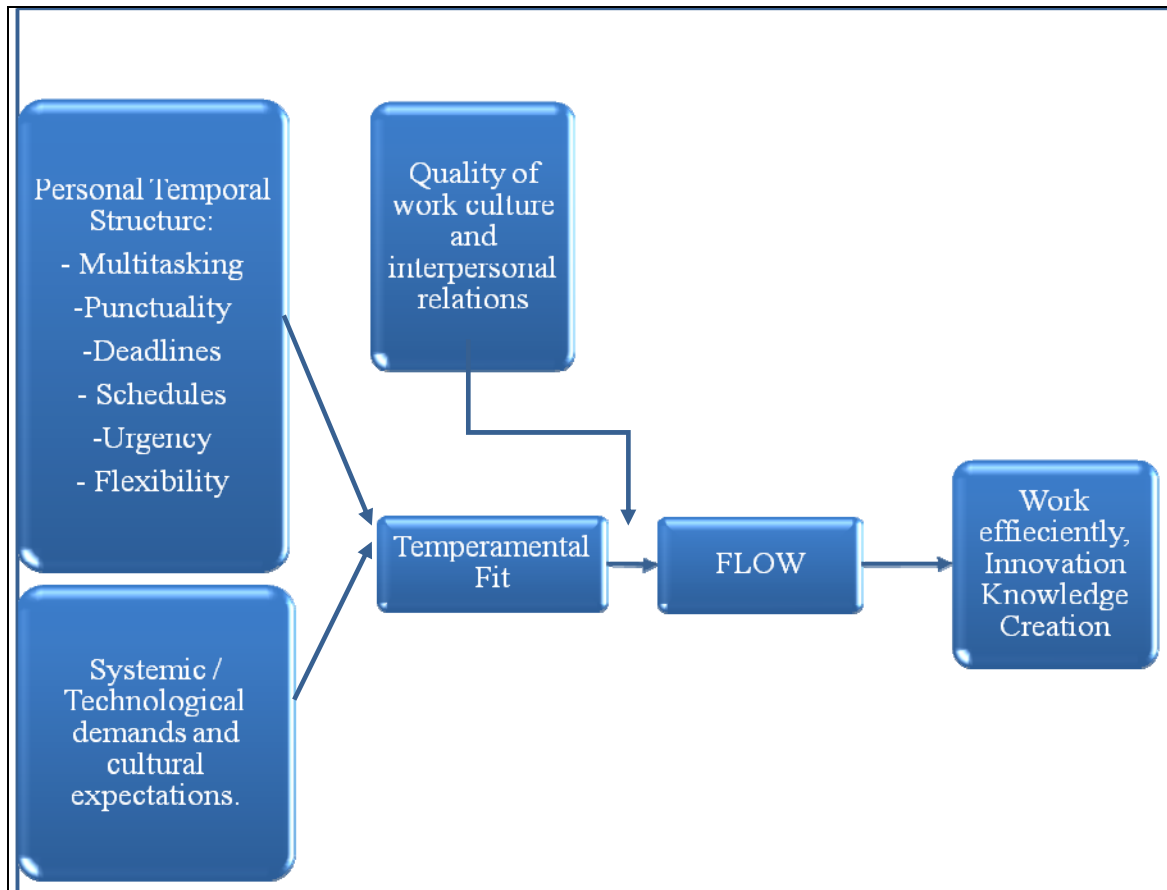 Personal Temporal
Structure:
- Multitasking
-Punctuality
-Deadlines
- Schedules
-Urgency
- Flexibility
Quality of
work culture
and
interpersonal
relations
Systemic /
Technological
demands and
cultural
expectations.
Temperamental
Fit
FLOW
Work
effieciently,
Innovation
Knowledge
Creation